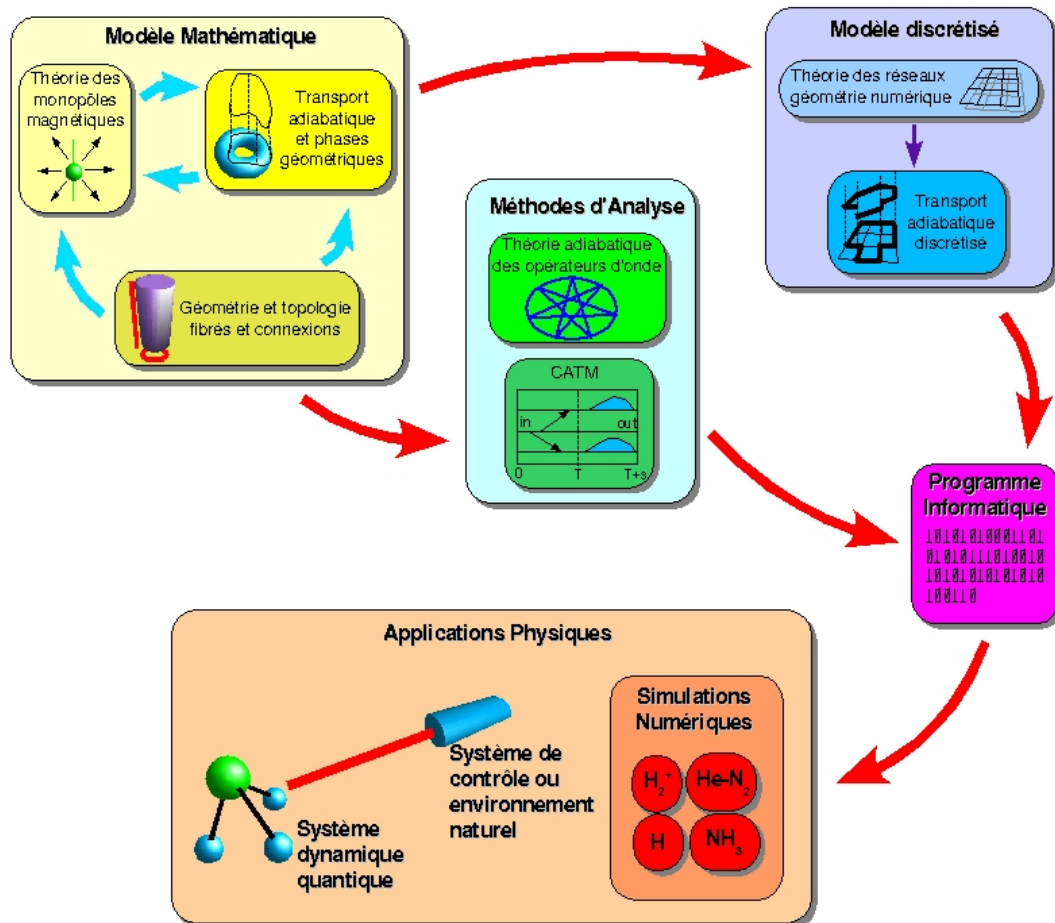 Modèle Mathématique
Théorie des
monopôles
magnétiques
Transport
adiabatique
et phases
géométriques
Géométrie et topologie
fibrés et connexions
Modèle discrétisé
Théorie des réseaux
géométrie numérique
Transport
adiabatique
discrétisé
Méthodes d'Analyse
Théorie adiabatique
des opérateurs d'onde
CATM
in out
0 T T+s
Programme
Informatique
1010101000110 1
0101011101001 0
10101010101010
100110
Applications Physiques
Système
dynamique
quantique
Système de
contrôle ou
environnement
naturel
Simulations
Numériques
H₂⁺ He-N₂
H NH₃